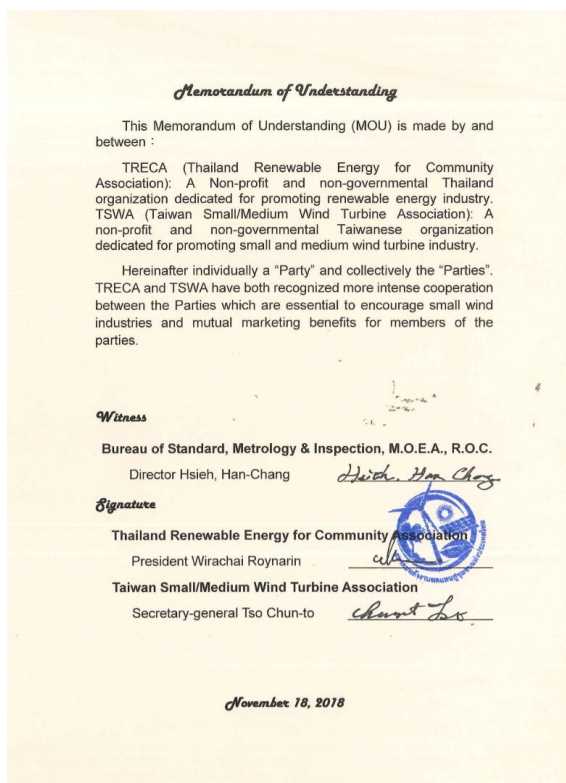 Memorandum of Understanding
This Memorandum of Understanding (MOU) is made by and
between：
TRECA (Thailand Renewable Energy for Community
Association): A Non-profit and non-governmental Thailand
organization dedicated for promoting renewable energy industry.
TSWA (Taiwan Small/Medium Wind Turbine Association): A
non-profit and non-governmental Taiwanese organization
dedicated for promoting small and medium wind turbine industry.
Hereinafter individually a “Party” and collectively the “Parties”.
TRECA and TSWA have both recognized more intense cooperation
between the Parties which are essential to encourage small wind
industries and mutual marketing benefits for members of the
parties.
Witness
Bureau of Standard, Metrology & Inspection, M.O.E.A., R.O.C.
Director Hsieh, Han-Chang
Hsieh, Han Chang
Signature
Thailand Renewable Energy for Community Association
President Wirachai Roynarin
Taiwan Small/Medium Wind Turbine Association
Secretary-general Tso Chun-to
November 18, 2018